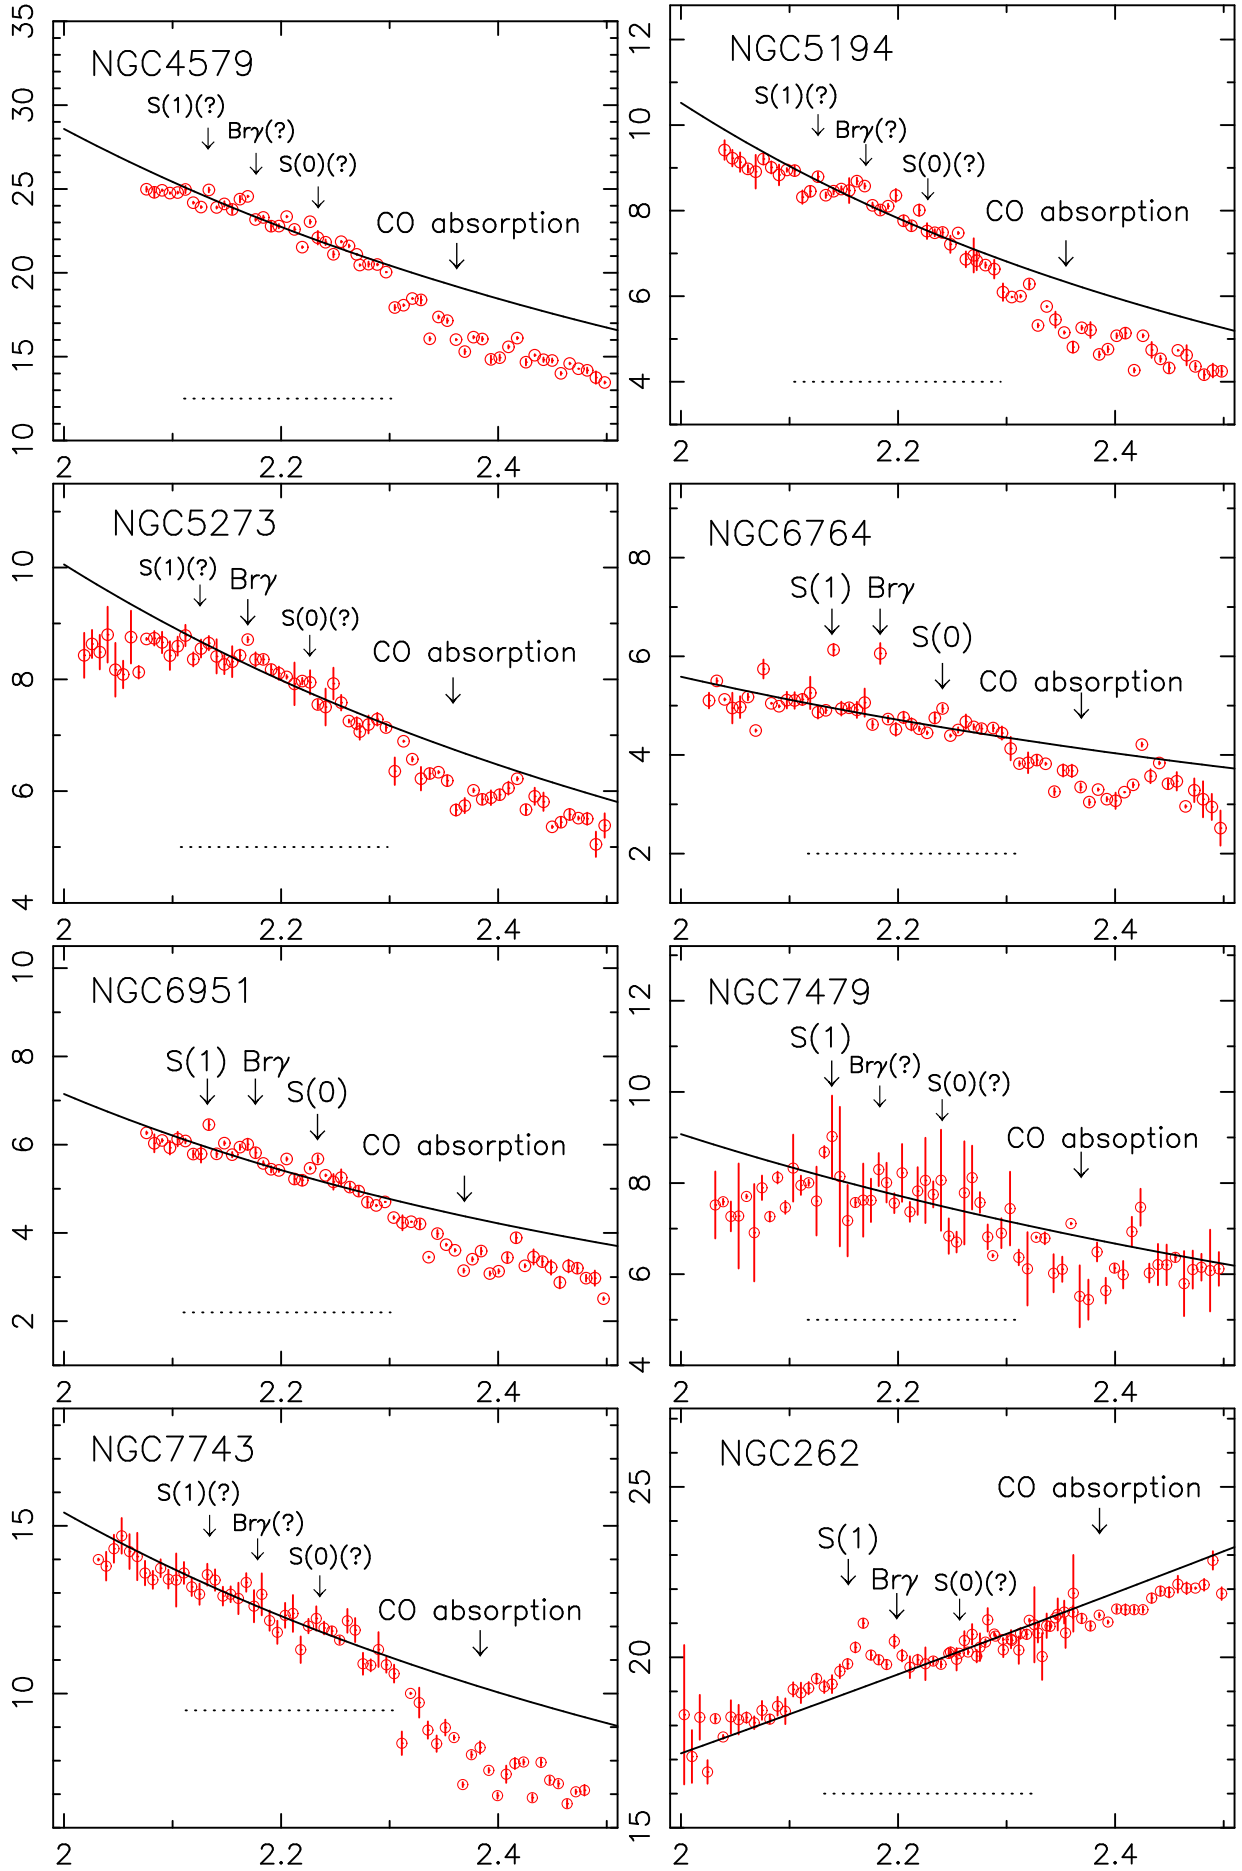 NGC4579
S(1)(?)
Brγ(?)
S(0)(?)
CO absorption
35
30
25
20
15
10
2
2.2
2.4
NGC5194
S(1)(?)
Brγ(?)
S(0)(?)
CO absorption
12
10
8
6
4
2
2.2
2.4
NGC5273
S(1)(?)
Brγ
S(0)(?)
CO absorption
10
8
6
4
2
2.2
2.4
NGC6764
S(1)
Brγ
S(0)
CO absorption
8
6
4
2
2
2.2
2.4
NGC6951
S(1)
Brγ
S(0)
CO absorption
10
8
6
4
2
2
2.2
2.4
NGC7479
S(1)
Brγ(?)
S(0)(?)
CO absorption
12
10
8
6
4
2
2.2
2.4
NGC7743
S(1)(?)
Brγ(?)
S(0)(?)
CO absorption
15
10
2
2.2
2.4
NGC262
CO absorption
S(1)
Brγ
S(0)(?)
25
20
15
2
2.2
2.4